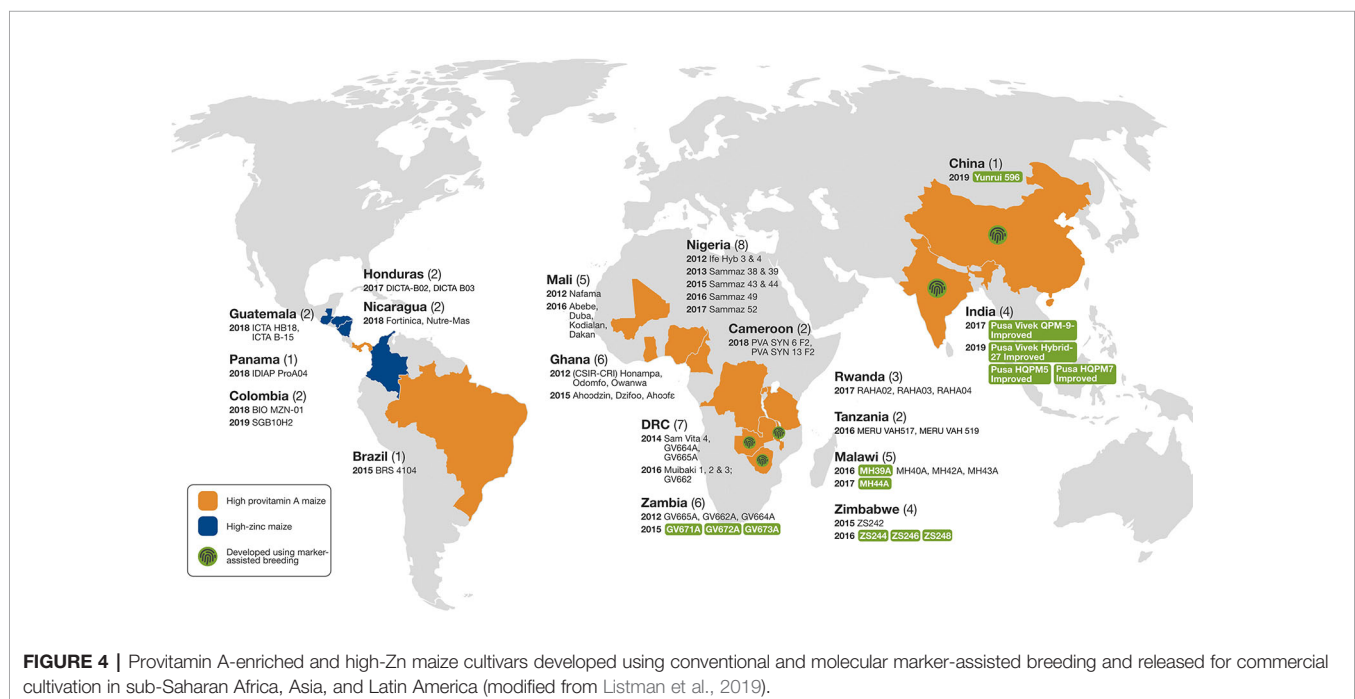 China (1)
2019 Yunrui 596
Nigeria (8)
2012 Ife Hyb 3 & 4
2013 Sammaz 38 & 39
2015 Sammaz 43 & 44
2016 Sammaz 49
2017 Sammaz 52
Honduras (2)
2017 DICTA-B02, DICTA B03
Mali (5)
2012 Nafama
2016 Abebe,
Duba,
Kodialan,
Dakan
Guatemala (2)
2018 ICTA HB18,
ICTA B-15
Nicaragua (2)
2018 Fortinica, Nutre-Mas
India (4)
2017 Pusa Vivek QPM-9-
Improved
2019 Pusa Vivek Hybrid-
27 Improved
Pusa HQPM5
Improved
Pusa HQPM7
Improved
Cameroon (2)
2018 PVA SYN 6 F2,
PVA SYN 13 F2
Panama (1)
2018 IDIAP ProA04
Ghana (6)
2012 (CSIR-CRI) Honampa,
Odomfo, Owanwa
2015 Ahoodzin, Dzifoo, Ahoofɛ
Rwanda (3)
2017 RAHA02, RAHA03, RAHA04
Colombia (2)
2018 BIO MZN-01
2019 SGB10H2
Tanzania (2)
2016 MERU VAH517, MERU VAH 519
DRC (7)
2014 Sam Vita 4,
GV664A,
GV665A
2016 Muibaki 1, 2 & 3;
GV662
Brazil (1)
2015 BRS 4104
Malawi (5)
2016 MH39A MH40A, MH42A, MH43A
2017 MH44A
Zambia (6)
2012 GV665A, GV662A, GV664A
2015 GV671A GV672A GV673A
Zimbabwe (4)
2015 ZS242
2016 ZS244 ZS246 ZS248
High provitamin A maize
High-zinc maize
Developed using marker-
assisted breeding
FIGURE 4 | Provitamin A-enriched and high-Zn maize cultivars developed using conventional and molecular marker-assisted breeding and released for commercial
cultivation in sub-Saharan Africa, Asia, and Latin America (modified from Listman et al., 2019).